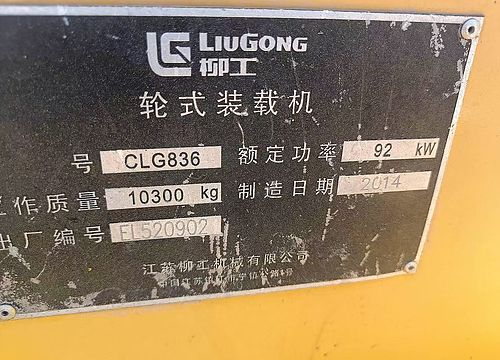 LIUGONG
柳工
轮式装载机
号 CLG836 额定功率 92 kW
工作质量 10300 kg 制造日期 2014
出厂编号 FL520902
江苏柳工机械有限公司